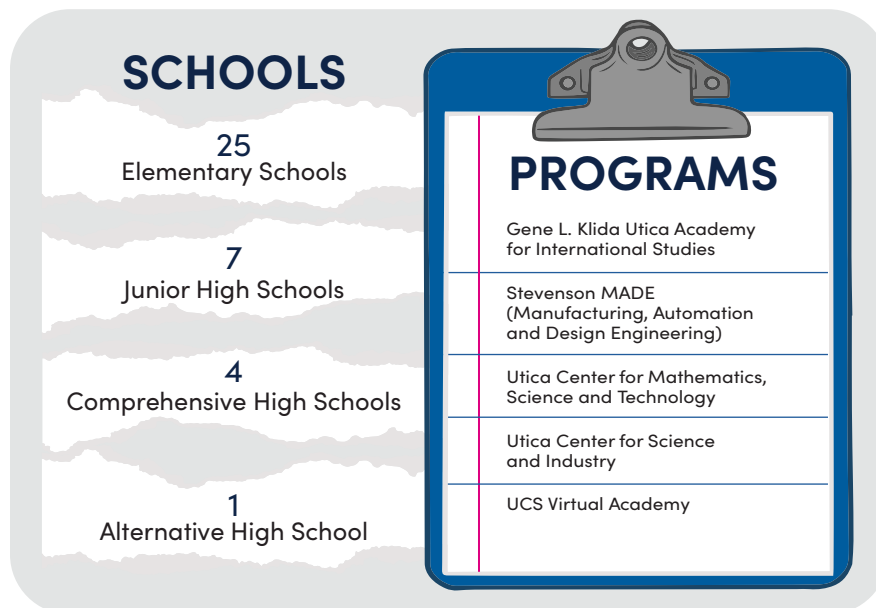 SCHOOLS
25
Elementary Schools
7
Junior High Schools
4
Comprehensive High Schools
1
Alternative High School
PROGRAMS
Gene L. Klida Utica Academy
for International Studies
Stevenson MADE
(Manufacturing, Automation
and Design Engineering)
Utica Center for Mathematics,
Science and Technology
Utica Center for Science
and Industry
UCS Virtual Academy